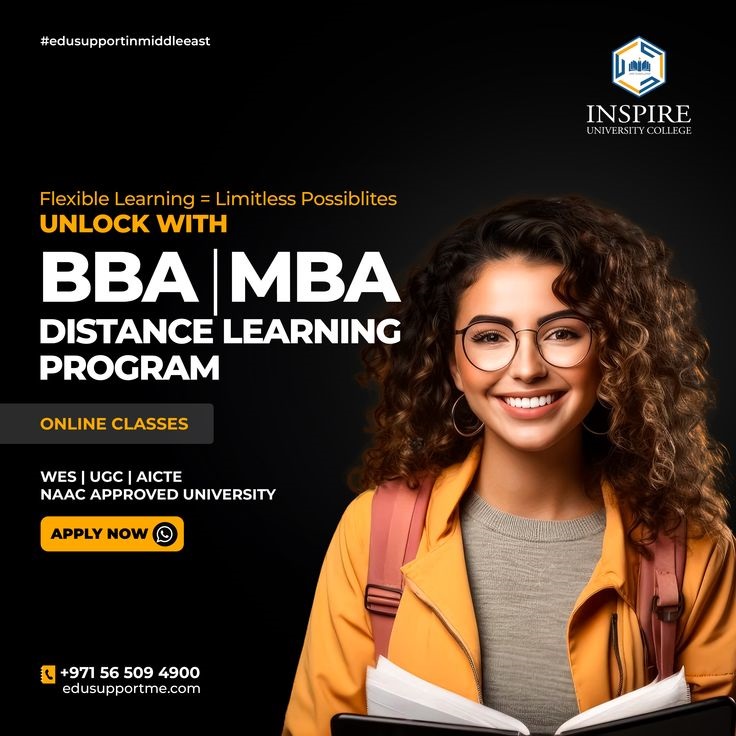 #edusupportinmiddleeast
INSPIRE
UNIVERSITY COLLEGE
Flexible Learning = Limitless Possiblites
UNLOCK WITH
BBA | MBA
DISTANCE LEARNING
PROGRAM
ONLINE CLASSES
WES | UGC | AICTE
NAAC APPROVED UNIVERSITY
APPLY NOW
+971 56 509 4900
edusupportme.com